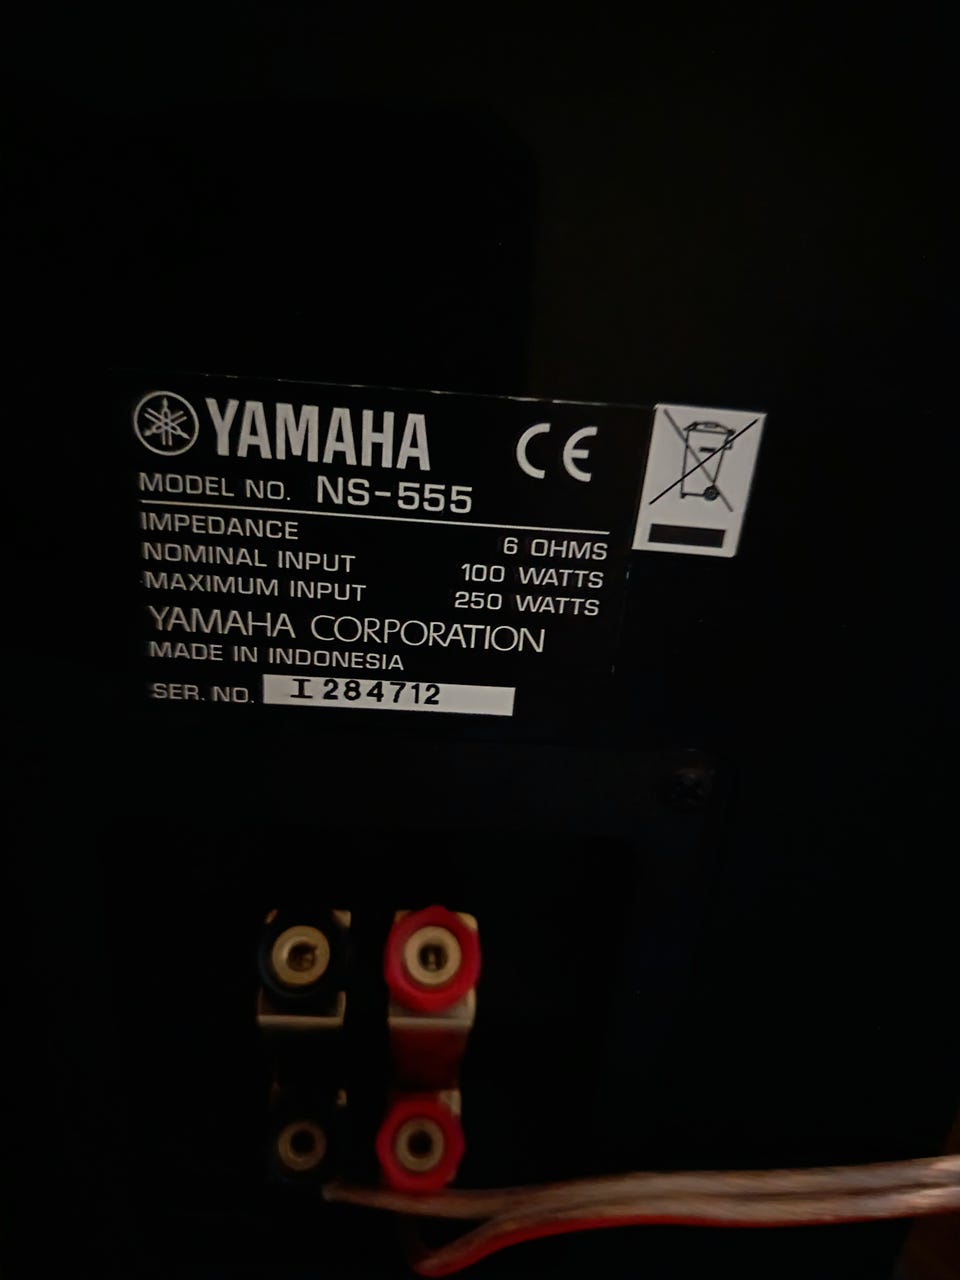 YAMAHA CE
MODEL NO. NS-555
IMPEDANCE 6 OHMS
NOMINAL INPUT 100 WATTS
MAXIMUM INPUT 250 WATTS
YAMAHA CORPORATION
MADE IN INDONESIA
SER. NO. I 284712